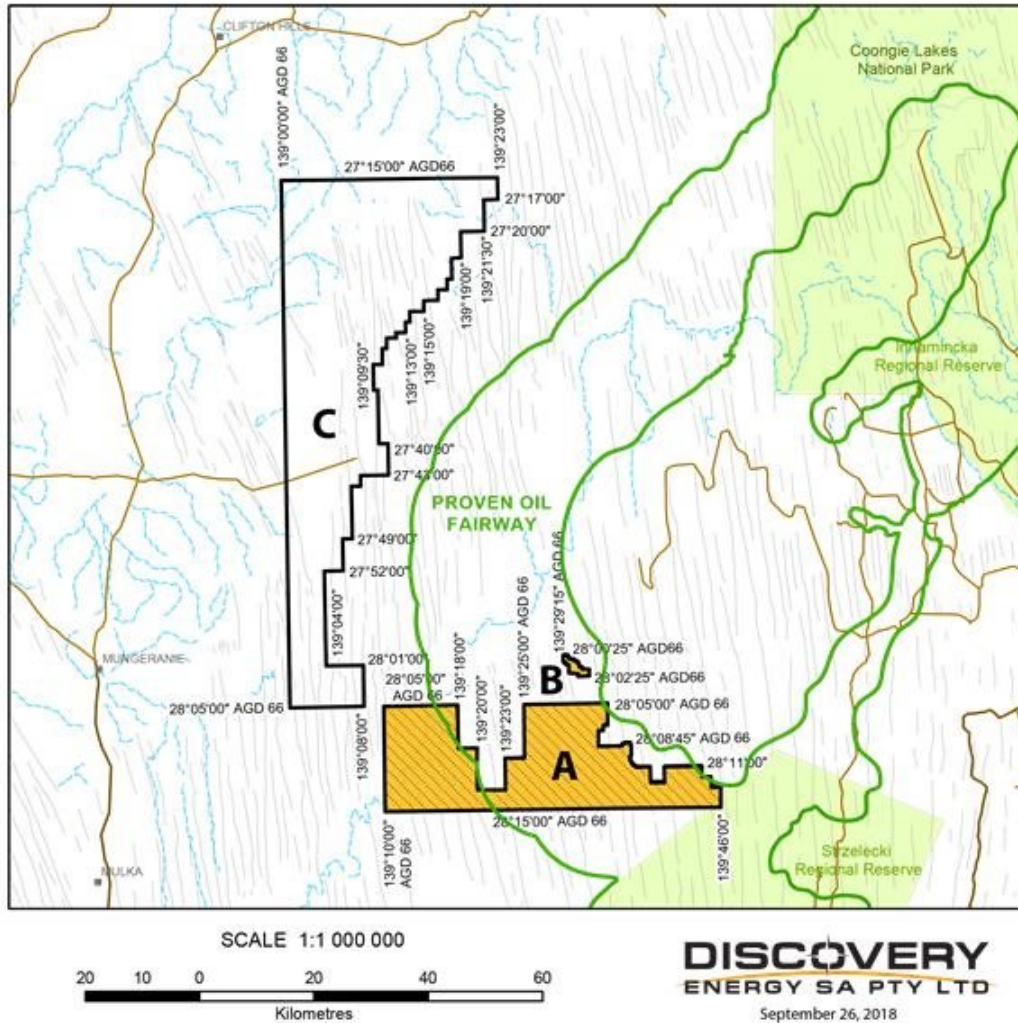 CLIFTON HILLS
Coongie Lakes
National Park
139°00'00" AGD 66
139°23'00"
27°15'00" AGD66
27°17'00"
27°20'00"
139°21'30"
139°19'00"
139°15'00"
139°13'00"
139°09'30"
Innamincka
Regional Reserve
C
27°43'00"
PROVEN OIL
FAIRWAY
27°49'00"
27°52'00"
139°29'15" AGD 66
139°04'00"
139°18'00"
139°25'00" AGD 66
MUNGERANIE
28°01'00"
28°00'25" AGD66
28°05'00"
AGD 66
B
28°02'25" AGD66
28°05'00" AGD 66
28°05'00" AGD 66
139°20'00"
139°23'00"
139°08'00"
28°08'45" AGD 66
A
28°11'00"
28°15'00" AGD 66
139°10'00"
AGD 66
139°46'00"
MULKA
Strzelecki
Regional Reserve
SCALE 1:1 000 000
20 10 0 20 40 60
Kilometres
DISCOVERY
ENERGY SA PTY LTD
September 26, 2018